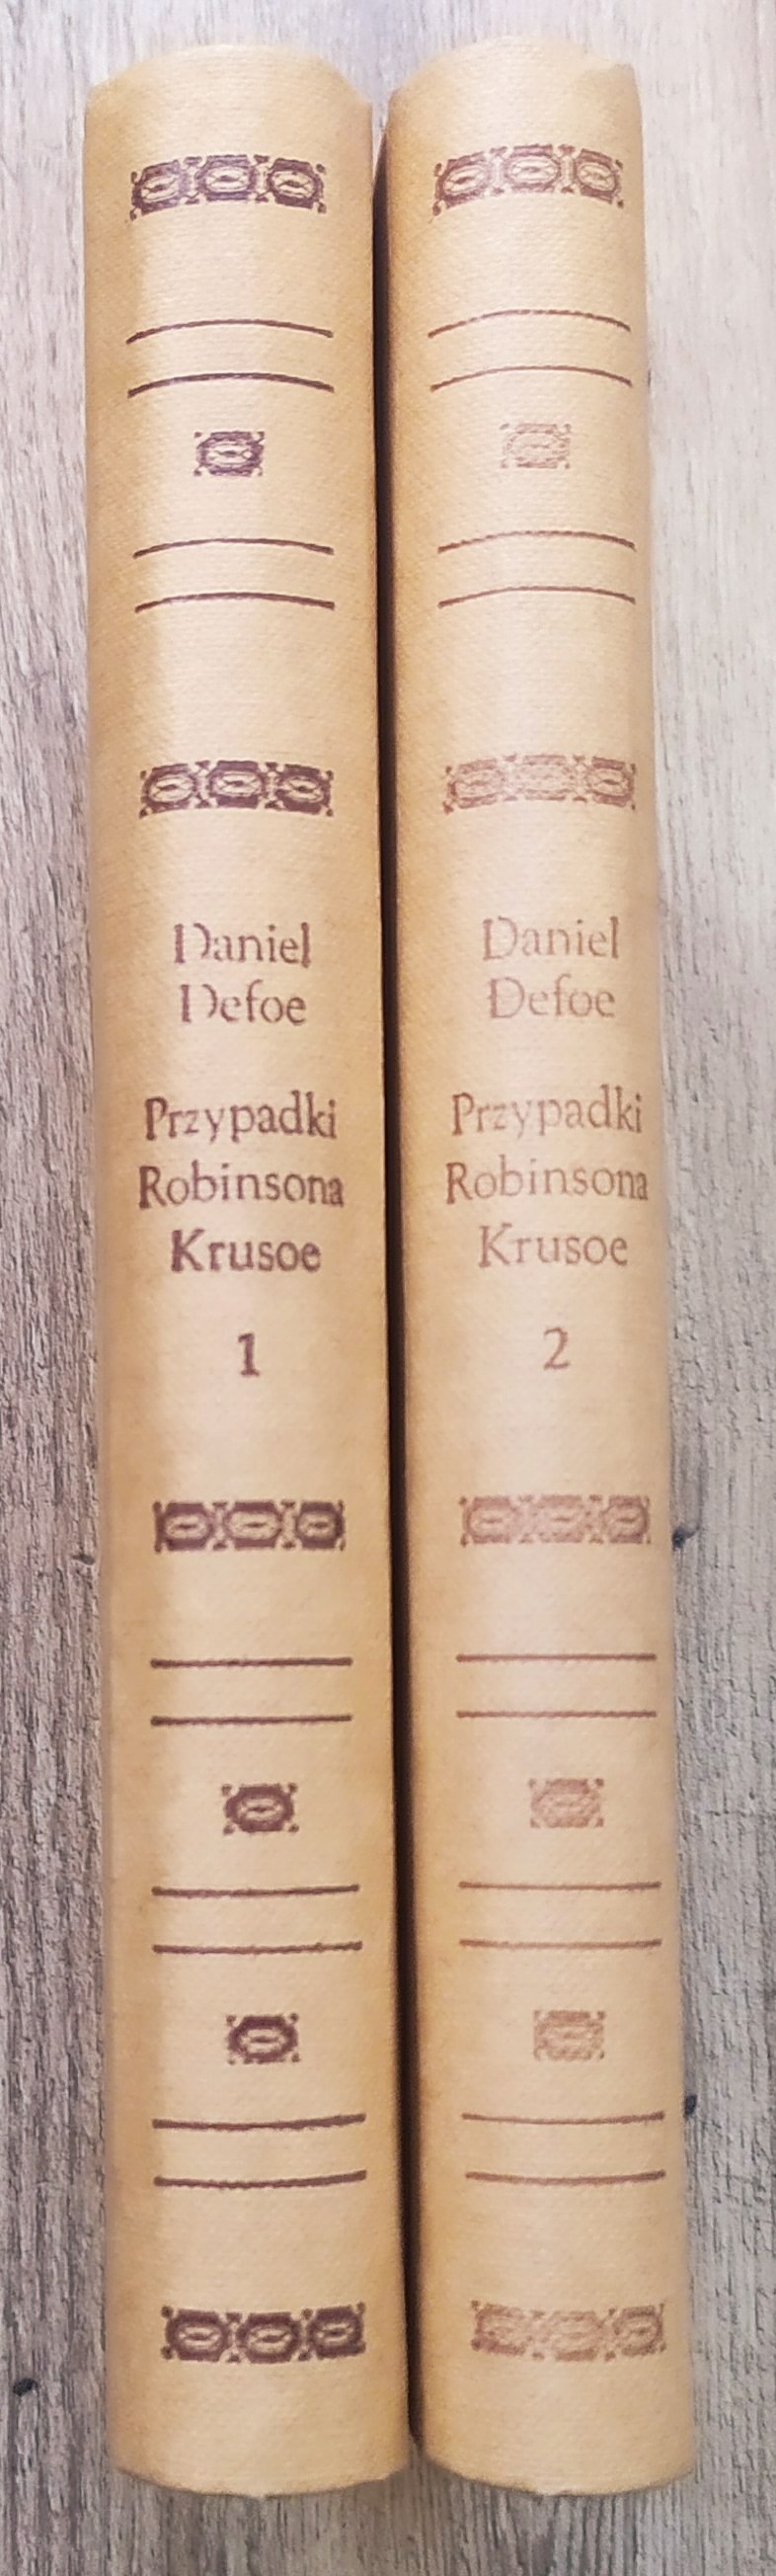 Daniel
Defoe
Przypadki
Robinsona
Krusoe
1
Daniel
Defoe
Przypadki
Robinsona
Krusoe
2